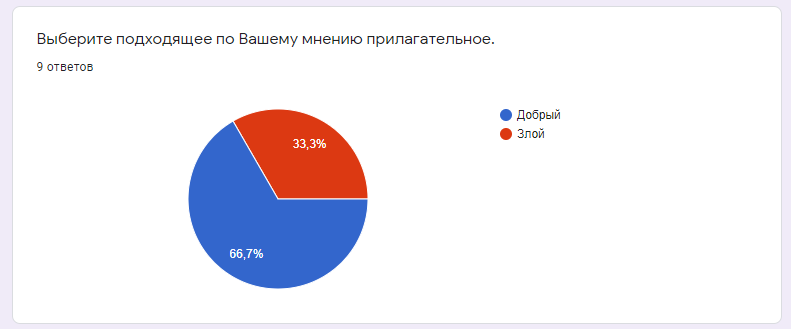 Выберите подходящее по Вашему мнению прилагательное.
9 ответов
Добрый
Злой
33,3%
66,7%